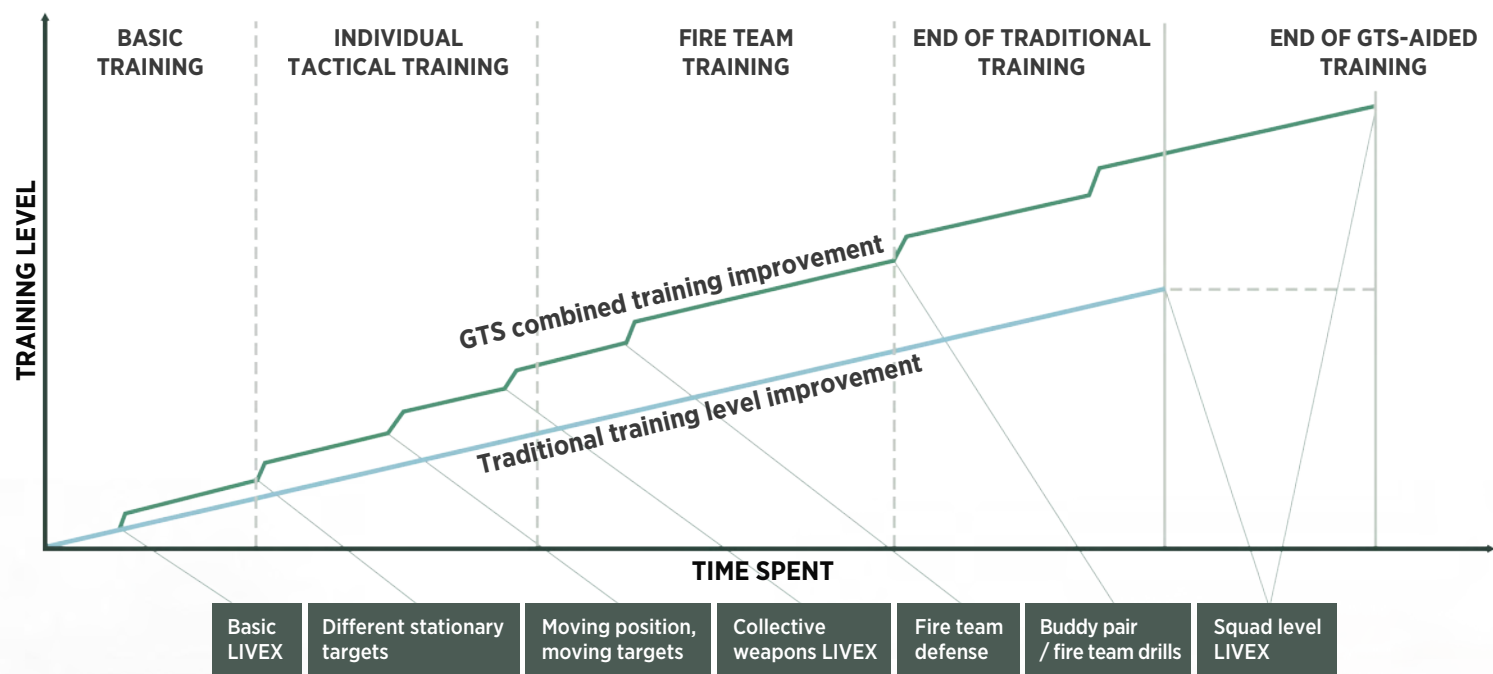 BASIC
TRAINING
INDIVIDUAL
TACTICAL TRAINING
FIRE TEAM
TRAINING
END OF TRADITIONAL
TRAINING
END OF GTS-AIDED
TRAINING
TRAINING LEVEL
GTS combined training improvement
Traditional training level improvement
TIME SPENT
Basic
LIVEX
Different stationary
targets
Moving position,
moving targets
Collective
weapons LIVEX
Fire team
defense
Buddy pair
/ fire team drills
Squad level
LIVEX